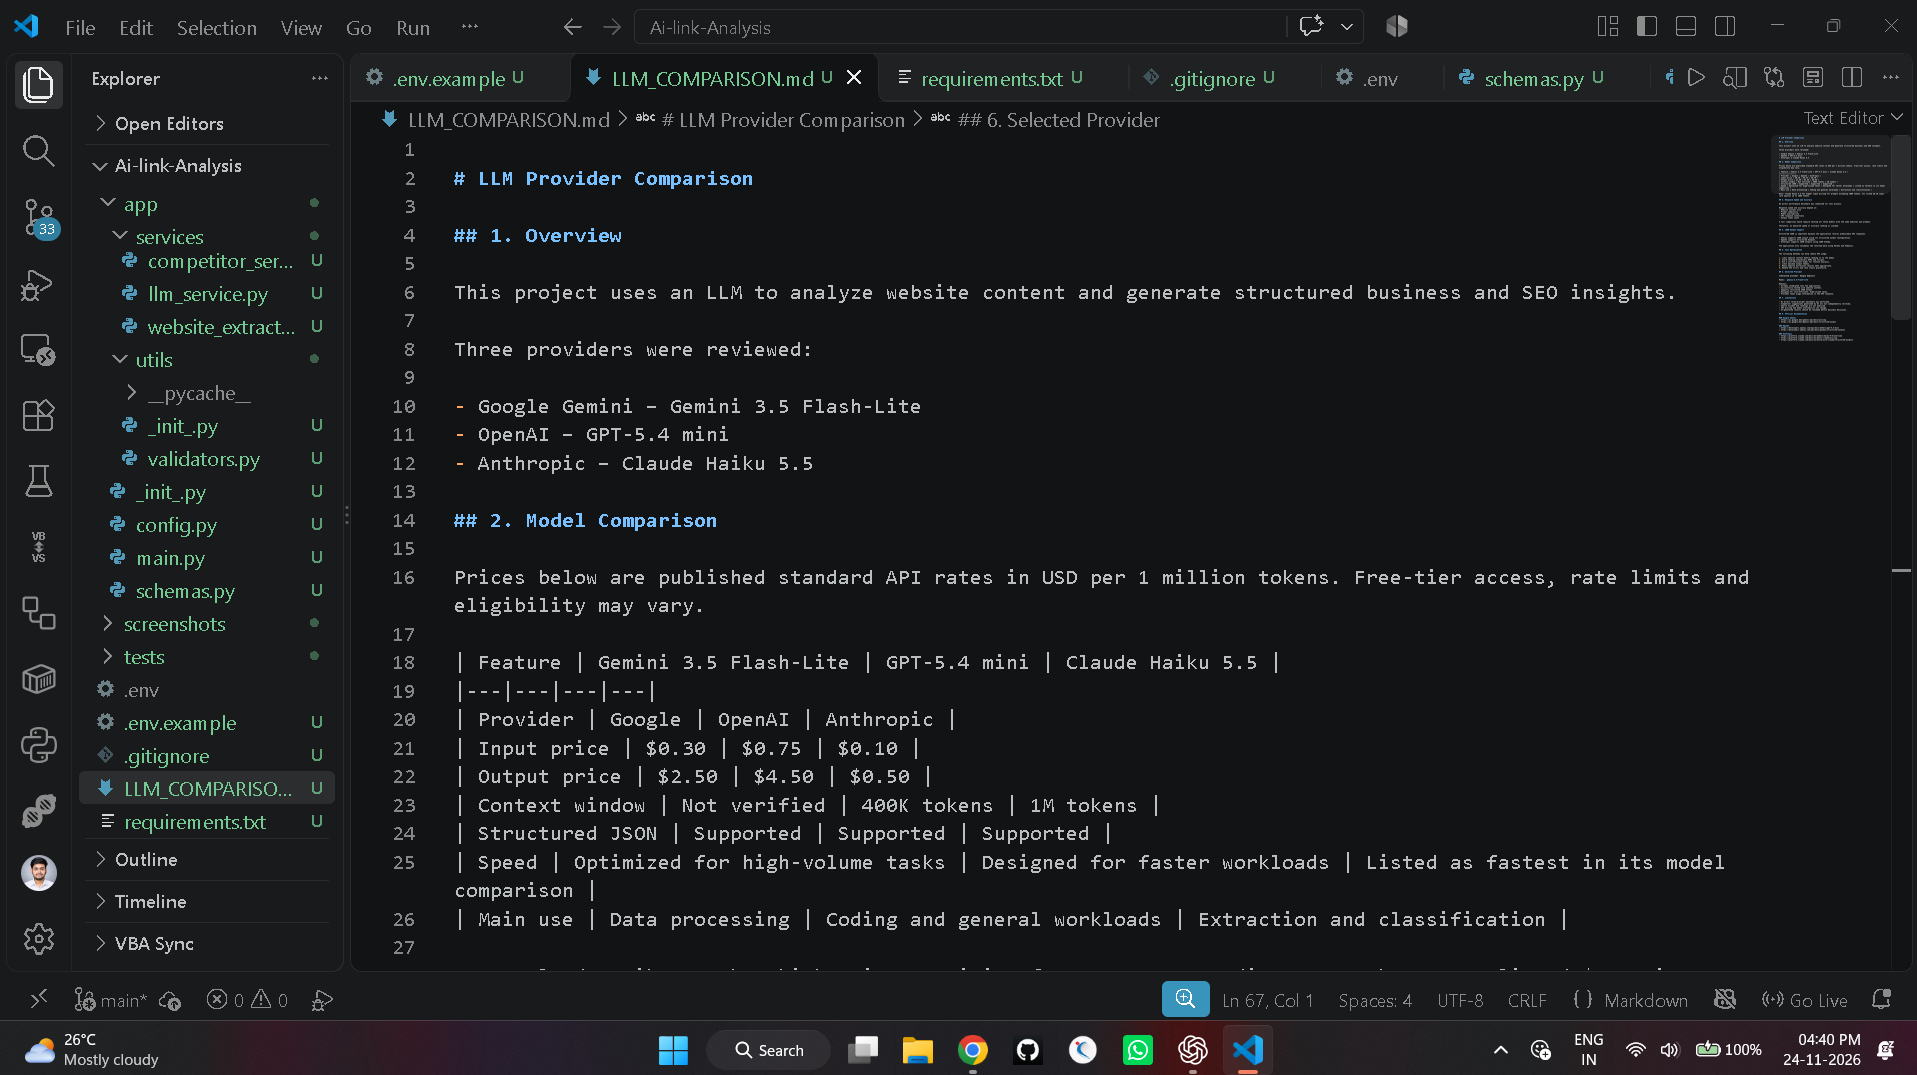 File Edit Selection View Go Run ··· Ai-link-Analysis
Explorer ···
Open Editors
Ai-link-Analysis
app
services
competitor_ser... U
llm_service.py U
website_extract... U
utils
__pycache__
_init_.py U
validators.py U
_init_.py U
config.py U
main.py U
schemas.py U
screenshots
tests
.env
.env.example U
.gitignore U
LLM_COMPARISO... U
requirements.txt U
Outline
Timeline
VBA Sync
33
VB
VS
.env.example U LLM_COMPARISON.md U requirements.txt U .gitignore U .env schemas.py U
LLM_COMPARISON.md > abc # LLM Provider Comparison > abc ## 6. Selected Provider
Text Editor
1
2 # LLM Provider Comparison
3
4 ## 1. Overview
5
6 This project uses an LLM to analyze website content and generate structured business and SEO insights.
7
8 Three providers were reviewed:
9
10 - Google Gemini – Gemini 3.5 Flash-Lite
11 - OpenAI – GPT-5.4 mini
12 - Anthropic – Claude Haiku 5.5
13
14 ## 2. Model Comparison
15
16 Prices below are published standard API rates in USD per 1 million tokens. Free-tier access, rate limits and
eligibility may vary.
17
18 | Feature | Gemini 3.5 Flash-Lite | GPT-5.4 mini | Claude Haiku 5.5 |
19 |---|---|---|---|
20 | Provider | Google | OpenAI | Anthropic |
21 | Input price | $0.30 | $0.75 | $0.10 |
22 | Output price | $2.50 | $4.50 | $0.50 |
23 | Context window | Not verified | 400K tokens | 1M tokens |
24 | Structured JSON | Supported | Supported | Supported |
25 | Speed | Optimized for high-volume tasks | Designed for faster workloads | Listed as fastest in its model
comparison |
26 | Main use | Data processing | Coding and general workloads | Extraction and classification |
27
main* 0 0 Ln 67, Col 1 Spaces: 4 UTF-8 CRLF { } Markdown Go Live
26°C
Mostly cloudy
Search
ENG
IN
100%
04:40 PM
24-11-2026